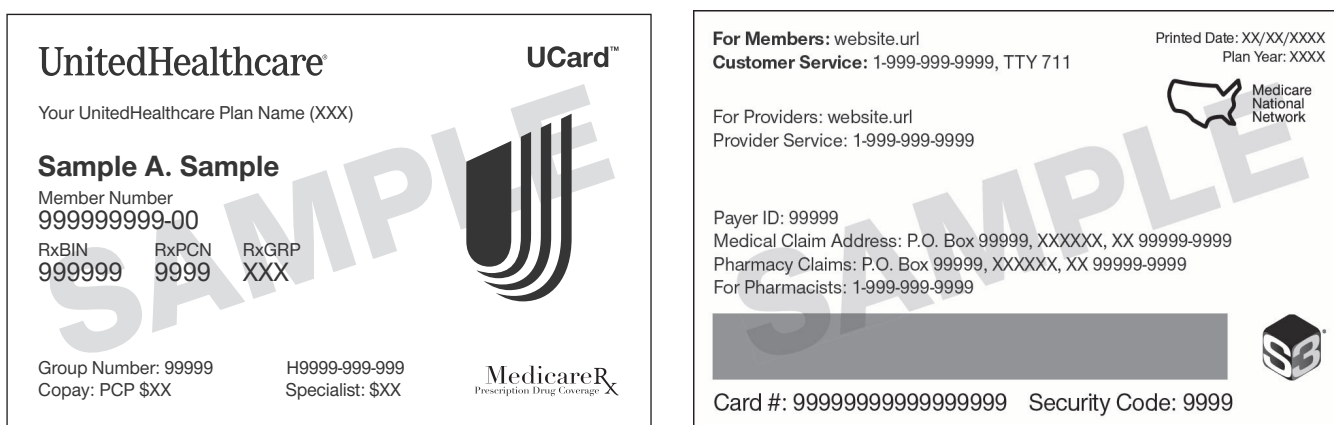 UnitedHealthcare®
UCard™
Your UnitedHealthcare Plan Name (XXX)
Sample A. Sample
Member Number
999999999-00
RxBIN RxPCN RxGRP
999999 9999 XXX
Group Number: 99999 H9999-999-999
Copay: PCP $XX Specialist: $XX
MedicareRx
Prescription Drug Coverage
SAMPLE
For Members: website.url
Customer Service: 1-999-999-9999, TTY 711
Printed Date: XX/XX/XXXX
Plan Year: XXXX
Medicare
National
Network
For Providers: website.url
Provider Service: 1-999-999-9999
Payer ID: 99999
Medical Claim Address: P.O. Box 99999, XXXXXX, XX 99999-9999
Pharmacy Claims: P.O. Box 99999, XXXXXX, XX 99999-9999
For Pharmacists: 1-999-999-9999
S3®
Card #: 99999999999999999 Security Code: 9999
SAMPLE